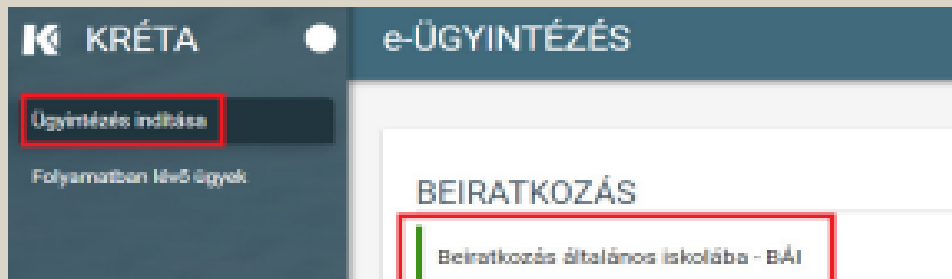 KRÉTA
e-ÜGYINTÉZÉS
Ügyintézés indítása
Folyamatban lévő ügyek
BEIRATKOZÁS
Beiratkozás általános iskolába - BÁI